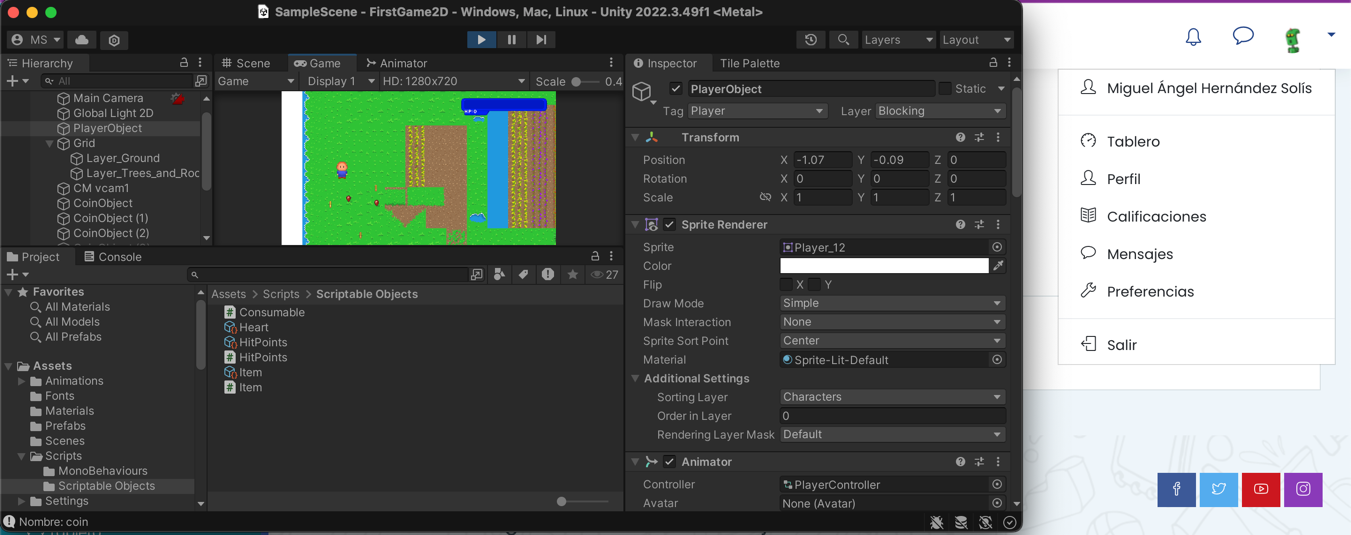 SampleScene - FirstGame2D - Windows, Mac, Linux - Unity 2022.3.49f1 <Metal>
MS
Layers
Layout
Hierarchy
All
Main Camera
Global Light 2D
PlayerObject
Grid
Layer_Ground
Layer_Trees_and_Roc
CM vcam1
CoinObject
CoinObject (1)
CoinObject (2)
Scene
Game
Animator
Game
Display 1
HD: 1280x720
Scale
0.4
Inspector
Tile Palette
PlayerObject
Static
Tag
Player
Layer
Blocking
Transform
Position
X -1.07
Y -0.09
Z 0
Rotation
X 0
Y 0
Z 0
Scale
X 1
Y 1
Z 1
Sprite Renderer
Sprite
Player_12
Color
Flip
X
Y
Draw Mode
Simple
Mask Interaction
None
Sprite Sort Point
Center
Material
Sprite-Lit-Default
Additional Settings
Sorting Layer
Characters
Order in Layer
0
Rendering Layer Mask
Default
Animator
Controller
PlayerController
Avatar
None (Avatar)
Project
Console
27
Favorites
All Materials
All Models
All Prefabs
Assets
Animations
Fonts
Materials
Prefabs
Scenes
Scripts
MonoBehaviours
Scriptable Objects
Settings
Assets > Scripts > Scriptable Objects
Consumable
Heart
HitPoints
HitPoints
Item
Item
Nombre: coin
Miguel Ángel Hernández Solís
Tablero
Perfil
Calificaciones
Mensajes
Preferencias
Salir